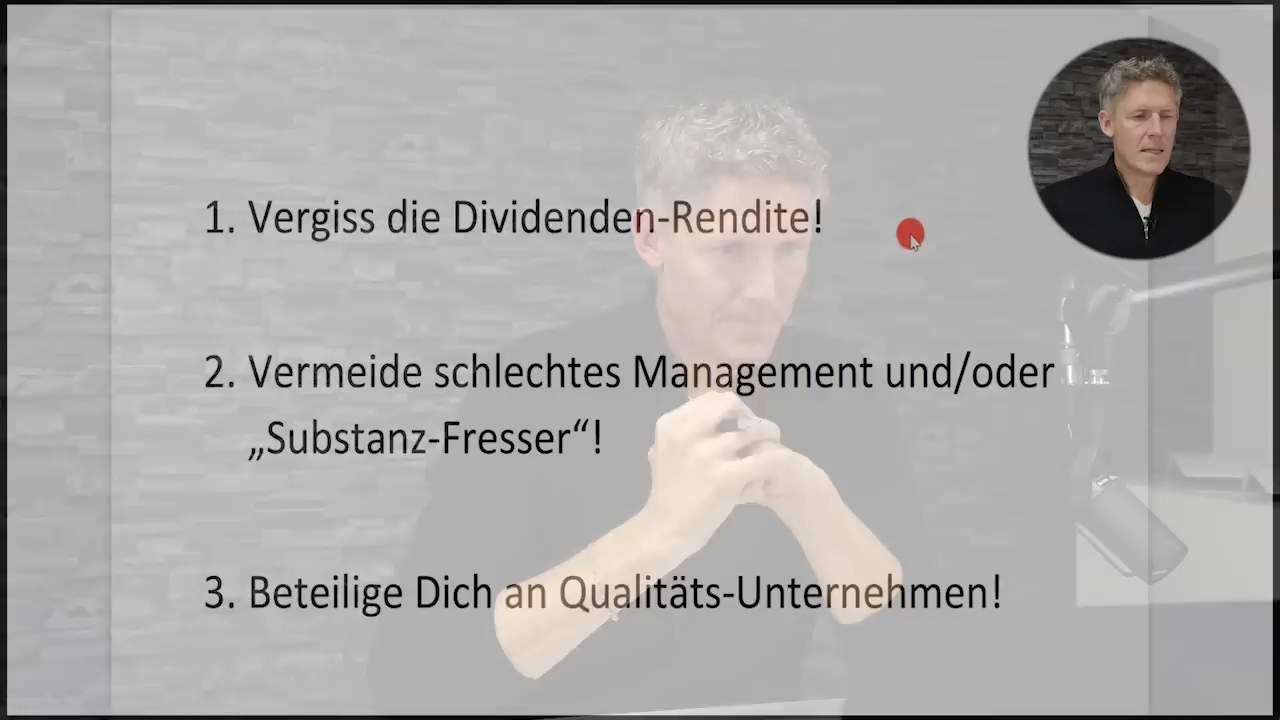 1. Vergiss die Dividenden-Rendite!
2. Vermeide schlechtes Management und/oder
„Substanz-Fresser“!
3. Beteilige Dich an Qualitäts-Unternehmen!